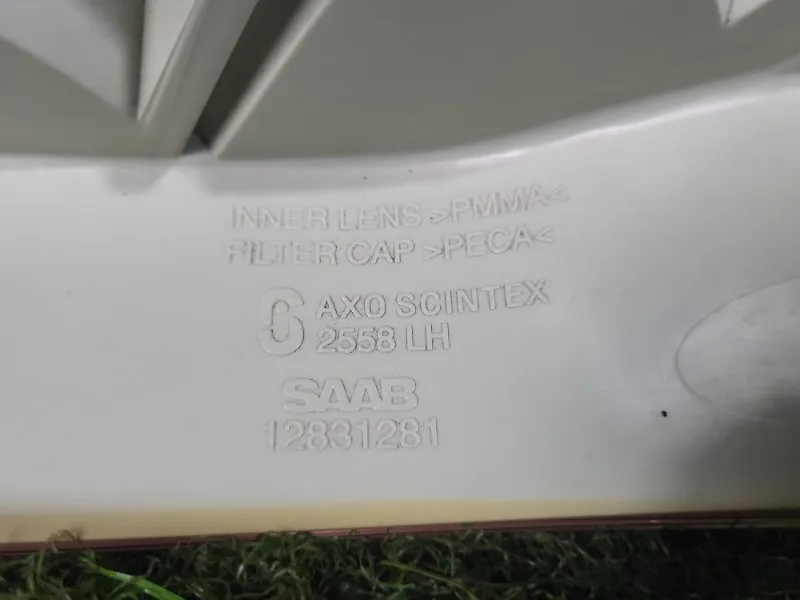 INNER LENS >PMMA<
FILTER CAP >PECA<
AXO SCINTEX
2558 LH
SAAB
12831281